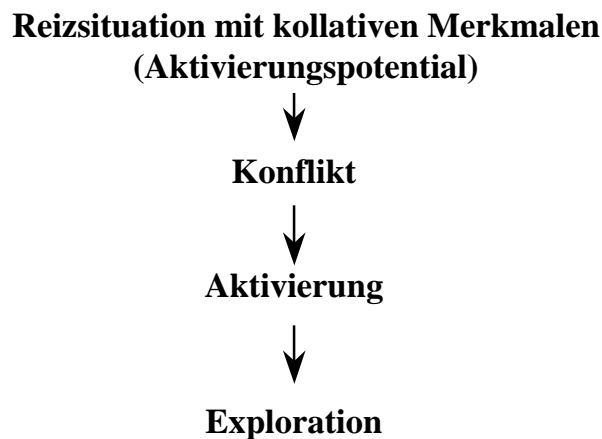 Reizsituation mit kollativen Merkmalen
(Aktivierungspotential)
Konflikt
Aktivierung
Exploration